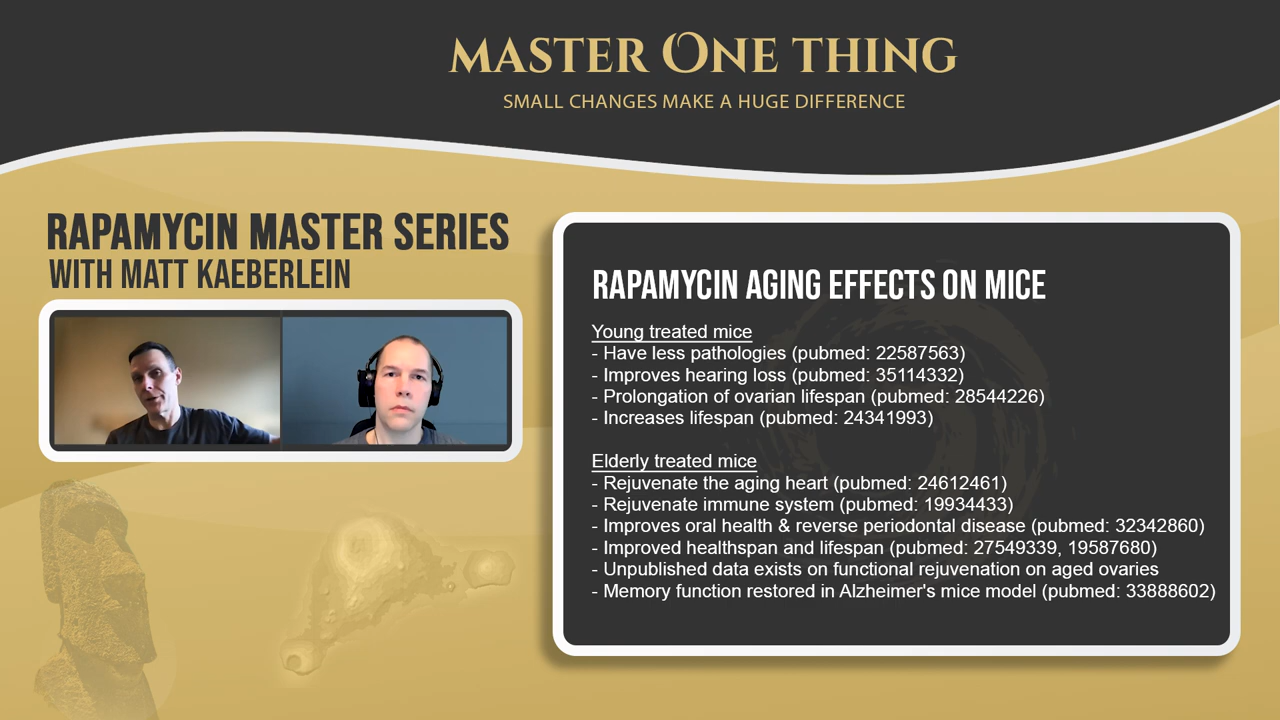 MASTER ONE THING
SMALL CHANGES MAKE A HUGE DIFFERENCE
RAPAMYCIN MASTER SERIES
WITH MATT KAEBERLEIN
RAPAMYCIN AGING EFFECTS ON MICE
Young treated mice
- Have less pathologies (pubmed: 22587563)
- Improves hearing loss (pubmed: 35114332)
- Prolongation of ovarian lifespan (pubmed: 28544226)
- Increases lifespan (pubmed: 24341993)
Elderly treated mice
- Rejuvenate the aging heart (pubmed: 24612461)
- Rejuvenate immune system (pubmed: 19934433)
- Improves oral health & reverse periodontal disease (pubmed: 32342860)
- Improved healthspan and lifespan (pubmed: 27549339, 19587680)
- Unpublished data exists on functional rejuvenation on aged ovaries
- Memory function restored in Alzheimer's mice model (pubmed: 33888602)